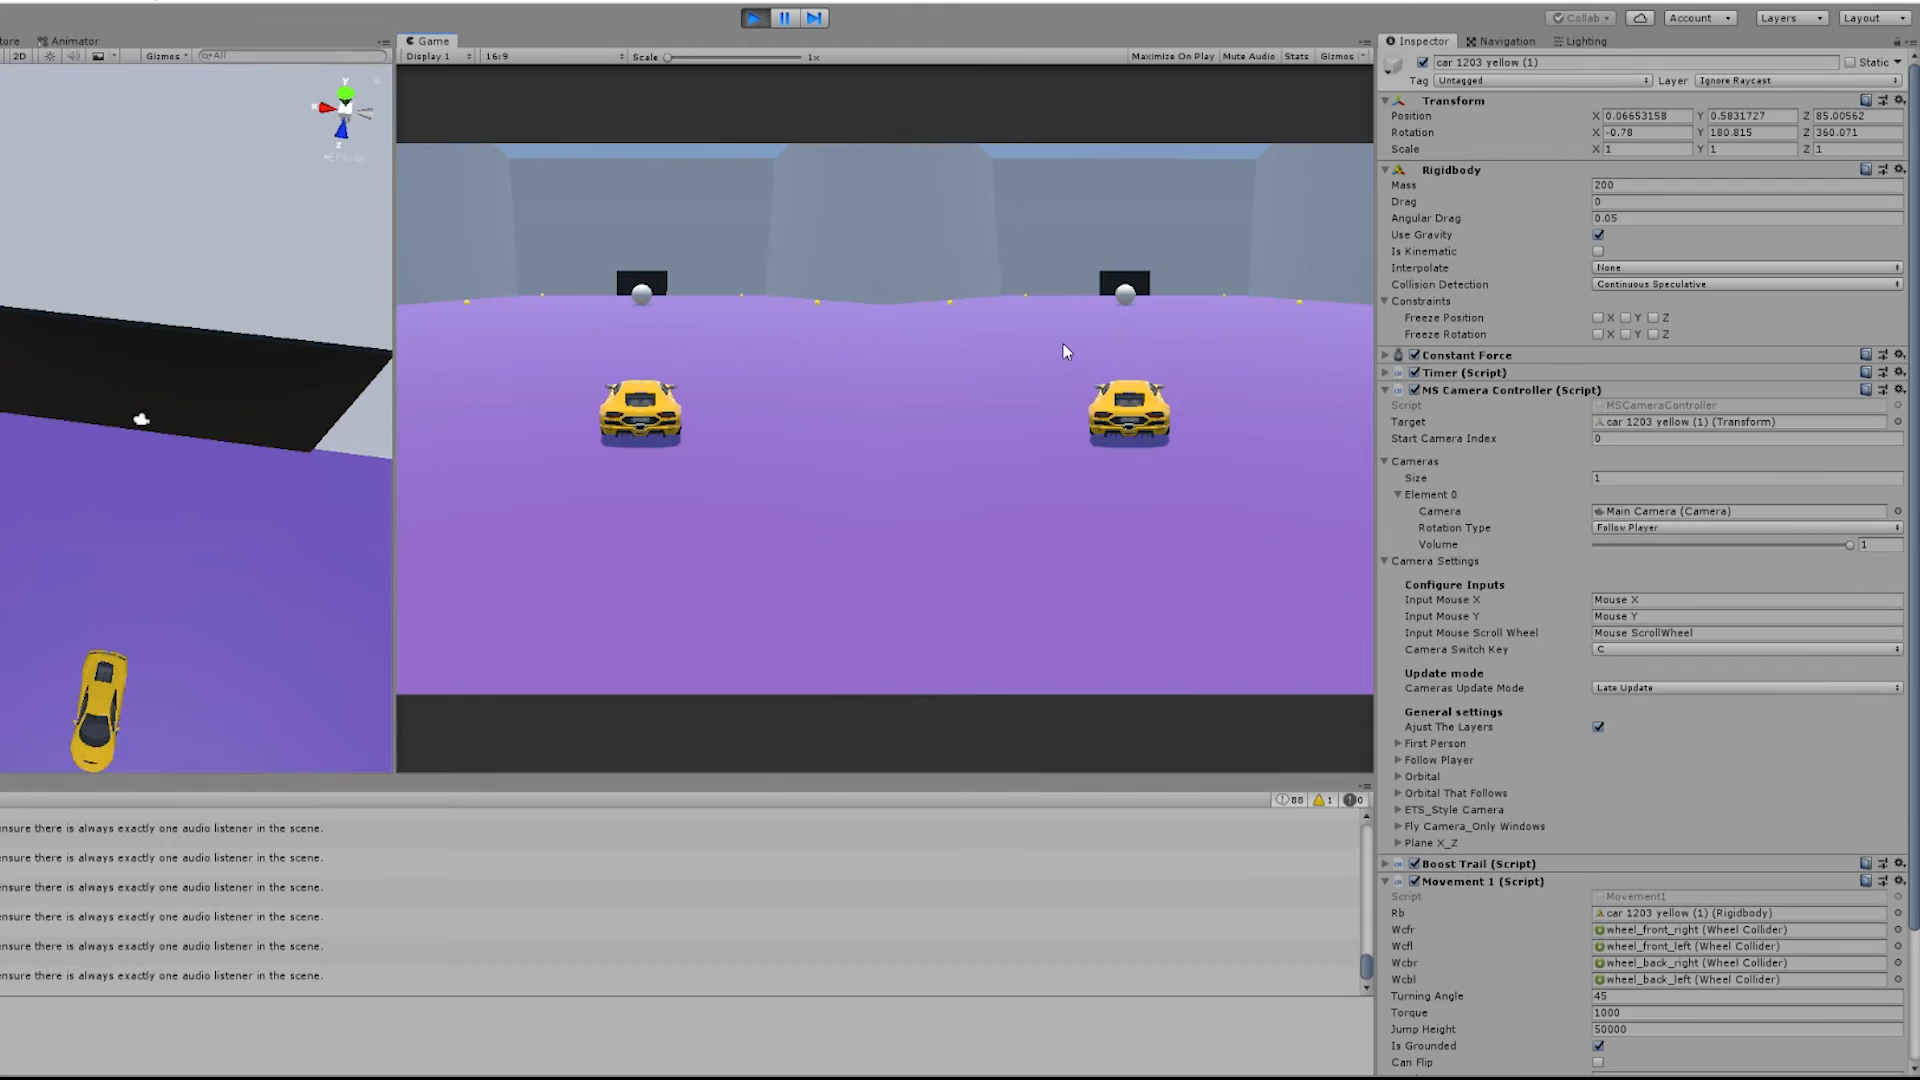 Collab
Account
Layers
Layout
tore
Animator
2D
Gizmos
All
y
x
z
Persp
Game
Display 1
16:9
Scale
1x
Maximize On Play
Mute Audio
Stats
Gizmos
88
1
0
ensure there is always exactly one audio listener in the scene.
ensure there is always exactly one audio listener in the scene.
ensure there is always exactly one audio listener in the scene.
ensure there is always exactly one audio listener in the scene.
ensure there is always exactly one audio listener in the scene.
ensure there is always exactly one audio listener in the scene.
Inspector
Navigation
Lighting
car 1203 yellow (1)
Static
Tag Untagged Layer Ignore Raycast
Transform
Position X 0.06653158 Y 0.5831727 Z 85.00562
Rotation X -0.78 Y 180.815 Z 360.071
Scale X 1 Y 1 Z 1
Rigidbody
Mass 200
Drag 0
Angular Drag 0.05
Use Gravity
Is Kinematic
Interpolate None
Collision Detection Continuous Speculative
Constraints
Freeze Position X Y Z
Freeze Rotation X Y Z
Constant Force
Timer (Script)
MS Camera Controller (Script)
Script MSCameraController
Target car 1203 yellow (1) (Transform)
Start Camera Index 0
Cameras
Size 1
Element 0
Camera Main Camera (Camera)
Rotation Type Follow Player
Volume 1
Camera Settings
Configure Inputs
Input Mouse X Mouse X
Input Mouse Y Mouse Y
Input Mouse Scroll Wheel Mouse ScrollWheel
Camera Switch Key C
Update mode
Cameras Update Mode Late Update
General settings
Ajust The Layers
First Person
Follow Player
Orbital
Orbital That Follows
ETS_Style Camera
Fly Camera_Only Windows
Plane X_Z
Boost Trail (Script)
Movement 1 (Script)
Script Movement1
Rb car 1203 yellow (1) (Rigidbody)
Wcfr wheel_front_right (Wheel Collider)
Wcfl wheel_front_left (Wheel Collider)
Wcbr wheel_back_right (Wheel Collider)
Wcbl wheel_back_left (Wheel Collider)
Turning Angle 45
Torque 1000
Jump Height 50000
Is Grounded
Can Flip